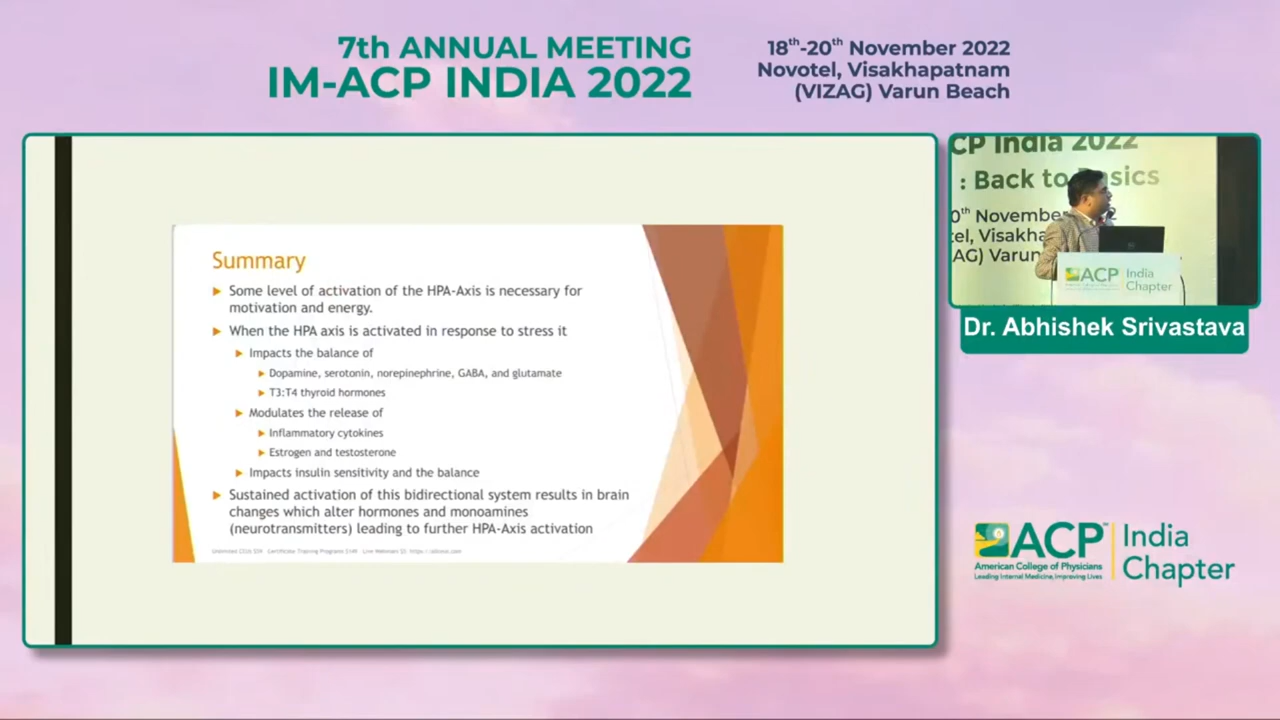 7th ANNUAL MEETING
IM-ACP INDIA 2022
18th-20th November 2022
Novotel, Visakhapatnam
(VIZAG) Varun Beach
Summary
Some level of activation of the HPA-Axis is necessary for
motivation and energy.
When the HPA axis is activated in response to stress it
Impacts the balance of
Dopamine, serotonin, norepinephrine, GABA, and glutamate
T3:T4 thyroid hormones
Modulates the release of
Inflammatory cytokines
Estrogen and testosterone
Impacts insulin sensitivity and the balance
Sustained activation of this bidirectional system results in brain
changes which alter hormones and monoamines
(neurotransmitters) leading to further HPA-Axis activation
CP India 2022
: Back to Basics
0th November
tel, Visakha
AG) Varun
ACP India
Chapter
Dr. Abhishek Srivastava
ACP
American College of Physicians
Leading Internal Medicine, Improving Lives
India
Chapter